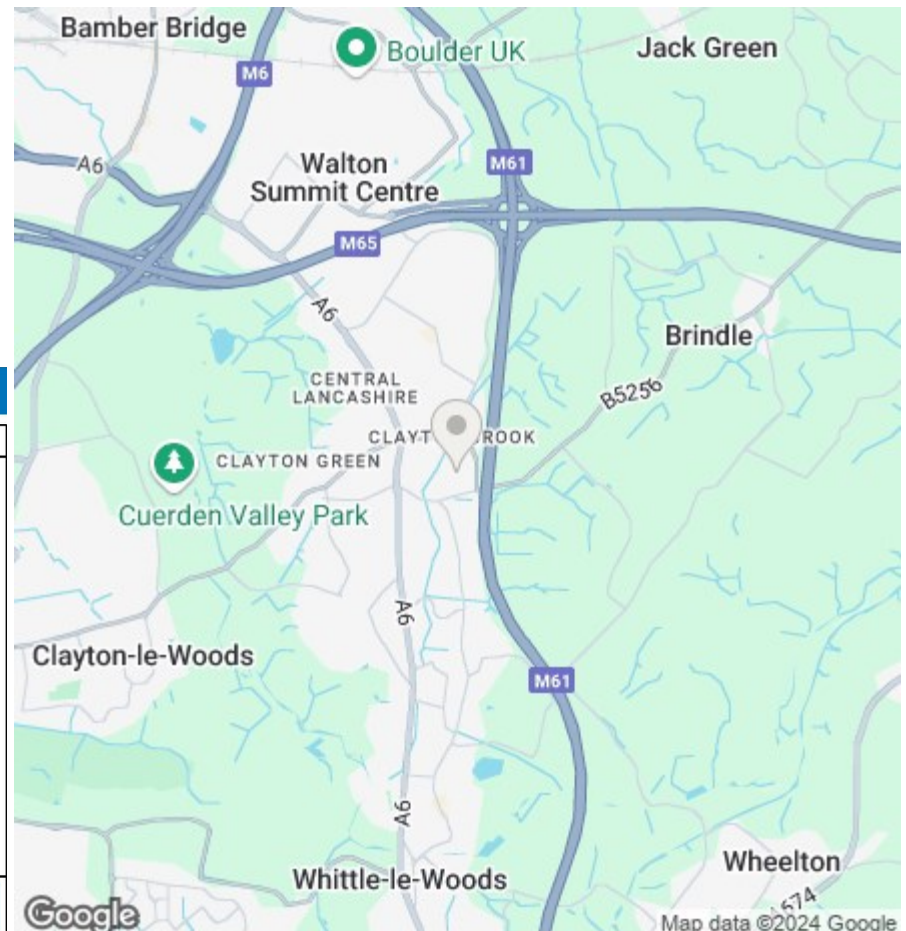 Bamber Bridge
Boulder UK
Jack Green
M6
A6
Walton
Summit Centre
M61
M65
A6
Brindle
CENTRAL
LANCASHIRE
B5256
CLAYTON GREEN
Cuerden Valley Park
A6
Clayton-le-Woods
M61
A6
Whittle-le-Woods
Wheelton
Google
Map data ©2024 Google